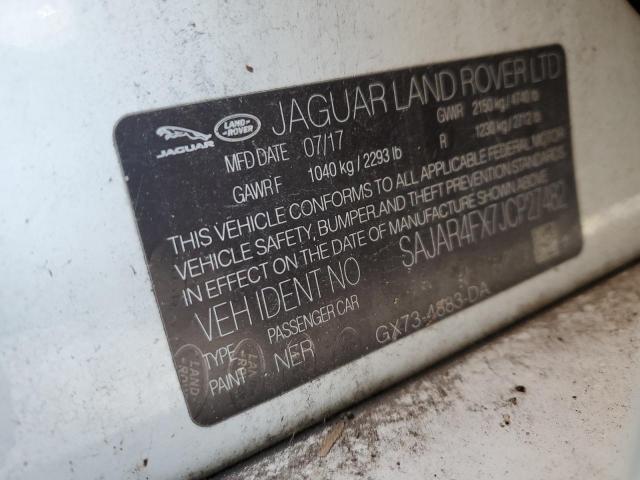 JAGUAR LAND-ROVER JAGUAR LAND ROVER LTD
MFD DATE 07/17 GVWR 2150 kg / 4740 lb
GAWR F 1040 kg / 2293 lb R 1230 kg / 2712 lb
THIS VEHICLE CONFORMS TO ALL APPLICABLE FEDERAL MOTOR
VEHICLE SAFETY, BUMPER, AND THEFT PREVENTION STANDARDS
IN EFFECT ON THE DATE OF MANUFACTURE SHOWN ABOVE
VEH IDENT NO SAJAR4FX7JCP27482
TYPE PASSENGER CAR
PAINT NER GX73-4883-DA